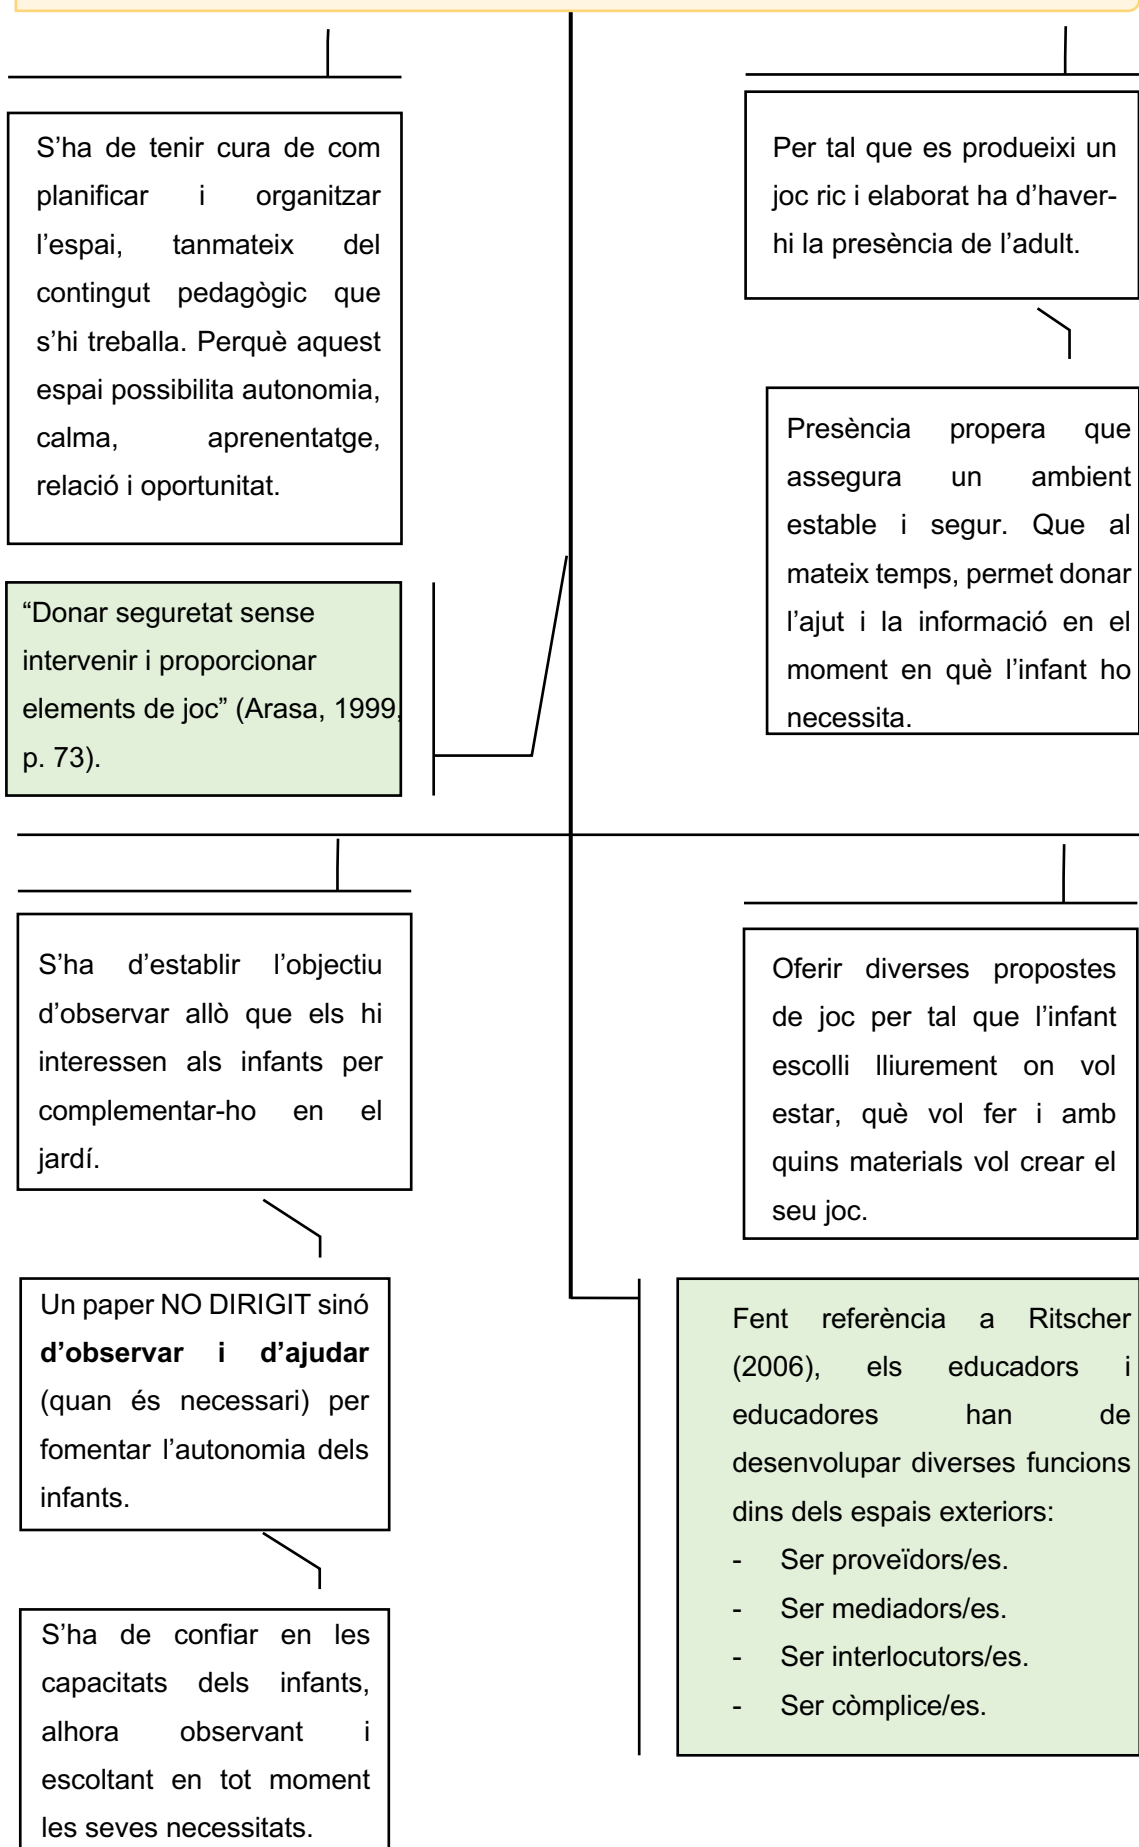 S’ha de tenir cura de com
planificar i organitzar
l’espai, tanmateix del
contingut pedagògic que
s’hi treballa. Perquè aquest
espai possibilita autonomia,
calma, aprenentatge,
relació i oportunitat.
Per tal que es produeixi un
joc ric i elaborat ha d’haver-
hi la presència de l’adult.
Presència propera que
assegura un ambient
estable i segur. Que al
mateix temps, permet donar
l’ajut i la informació en el
moment en què l’infant ho
necessita.
“Donar seguretat sense
intervenir i proporcionar
elements de joc” (Arasa, 1999,
p. 73).
S’ha d’establir l’objectiu
d’observar allò que els hi
interessen als infants per
complementar-ho en el
jardí.
Un paper NO DIRIGIT sinó
d’observar i d’ajudar
(quan és necessari) per
fomentar l’autonomia dels
infants.
S’ha de confiar en les
capacitats dels infants,
alhora observant i
escoltant en tot moment
les seves necessitats.
Oferir diverses propostes
de joc per tal que l’infant
escolli lliurement on vol
estar, què vol fer i amb
quins materials vol crear el
seu joc.
Fent referència a Ritscher
(2006), els educadors i
educadores han de
desenvolupar diverses funcions
dins dels espais exteriors:
- Ser proveïdors/es.
- Ser mediadors/es.
- Ser interlocutors/es.
- Ser còmplice/es.